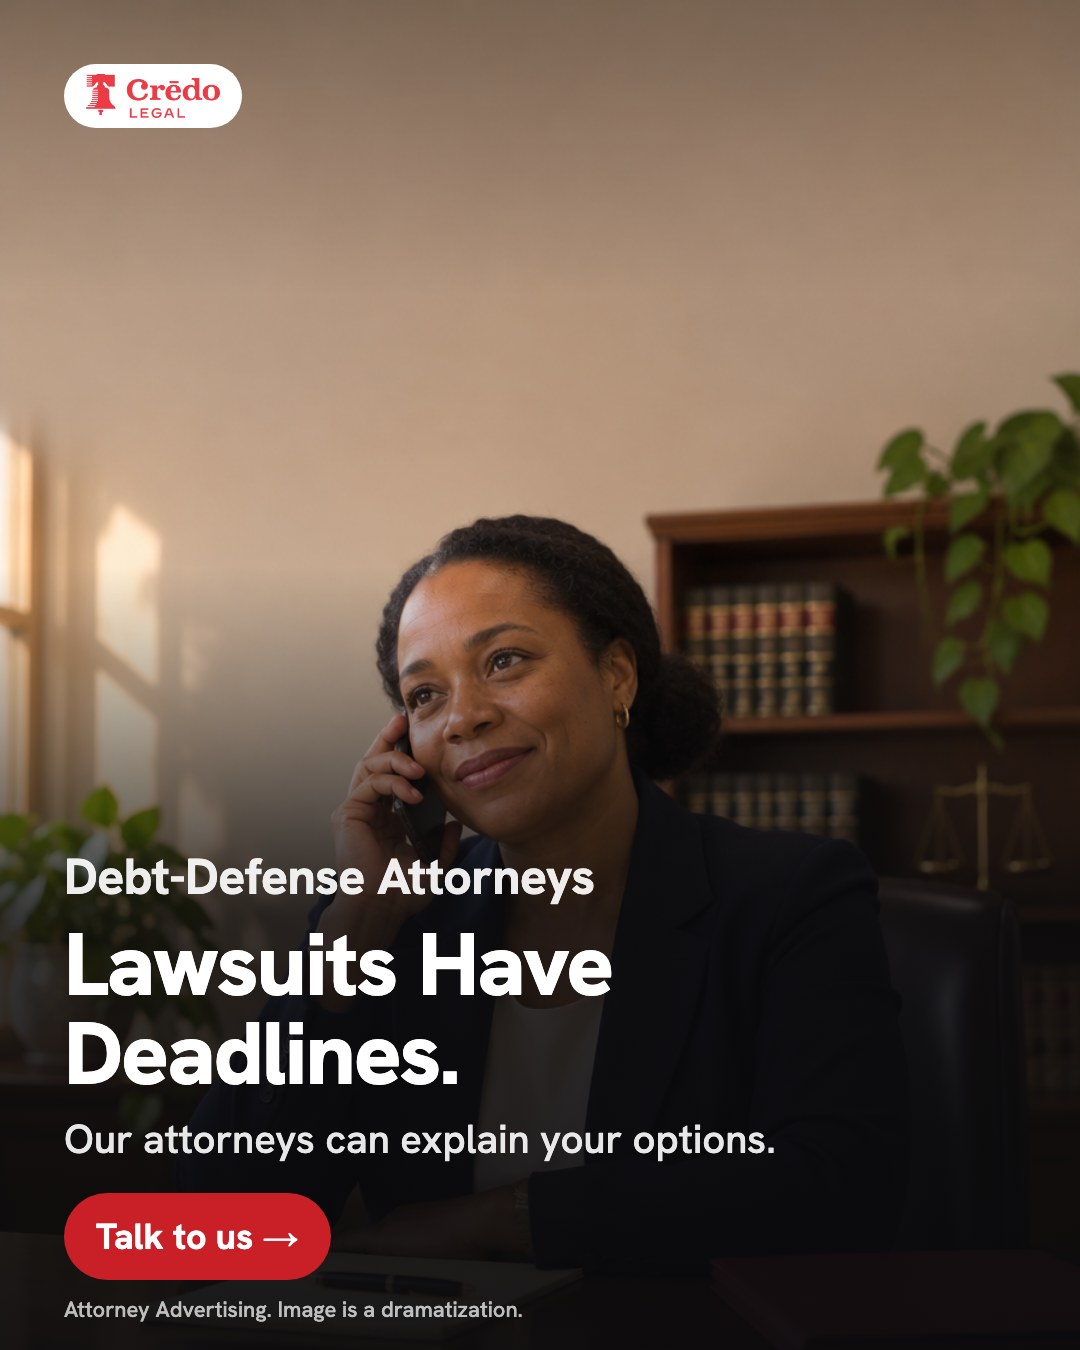 Crēdo
LEGAL
Debt-Defense Attorneys
Lawsuits Have
Deadlines.
Our attorneys can explain your options.
Talk to us →
Attorney Advertising. Image is a dramatization.